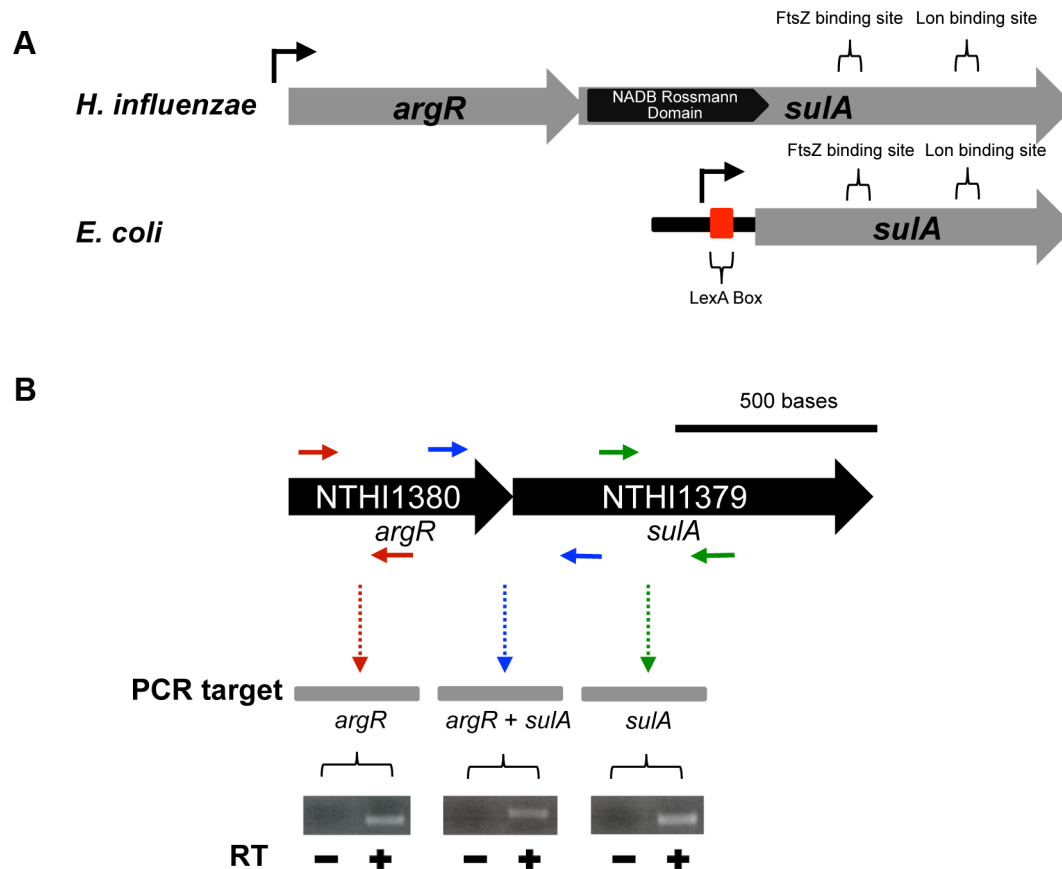 A
FtsZ binding site Lon binding site
H. influenzae
argR
NADB Rossmann
Domain
sulA
FtsZ binding site Lon binding site
E. coli
sulA
LexA Box
B
500 bases
NTHI1380 NTHI1379
argR sulA
PCR target
argR argR + sulA sulA
RT - + - + - +